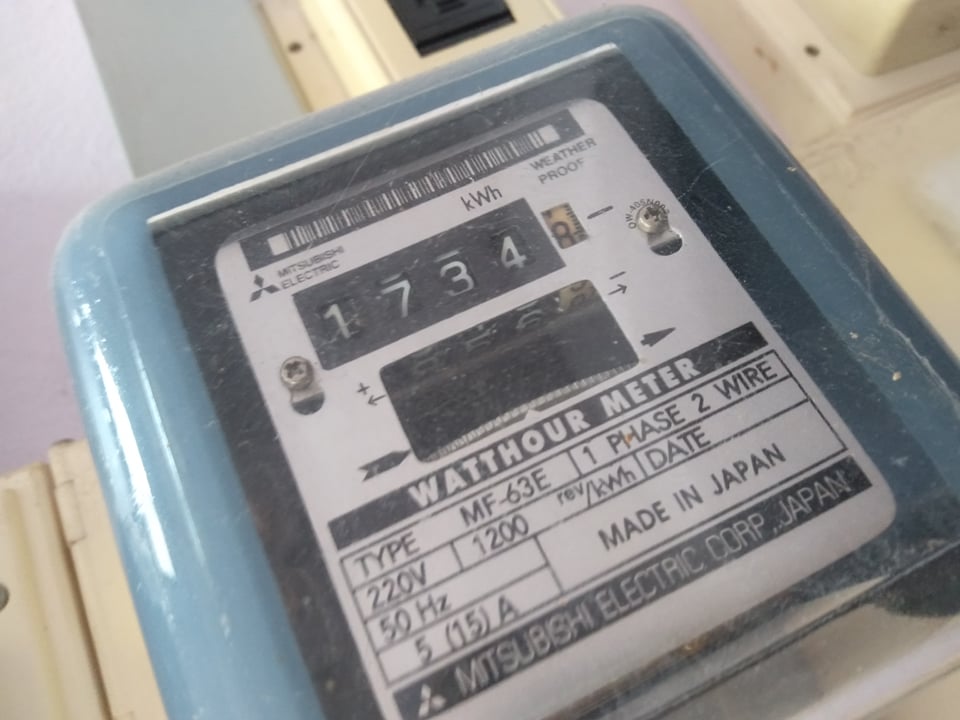 WEATHER
PROOF
kWh
MITSUBISHI
ELECTRIC
1 7 3 4
+
WATTHOUR METER
TYPE MF-63E 1 PHASE 2 WIRE
220V 1200 rev/kWh DATE
50 Hz MADE IN JAPAN
5 (15) A
MITSUBISHI ELECTRIC CORP. JAPAN